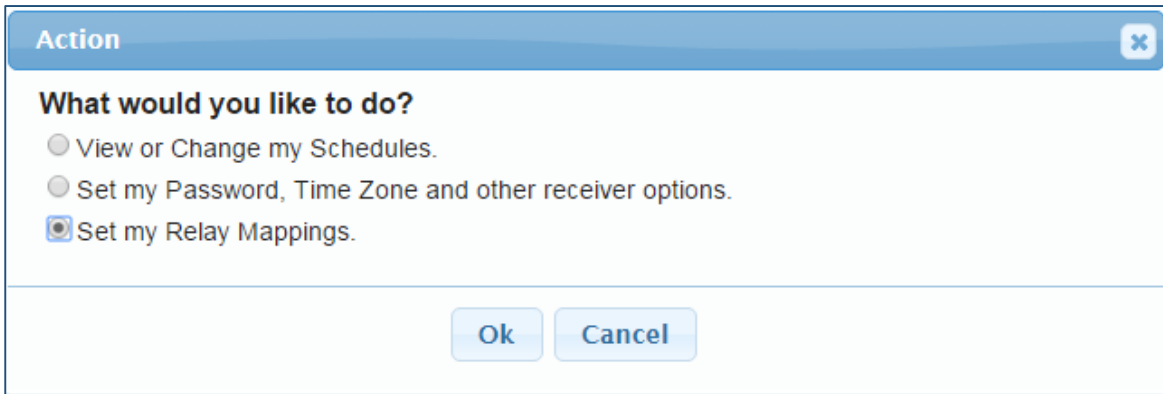 Action
What would you like to do?
View or Change my Schedules.
Set my Password, Time Zone and other receiver options.
Set my Relay Mappings.
Ok Cancel